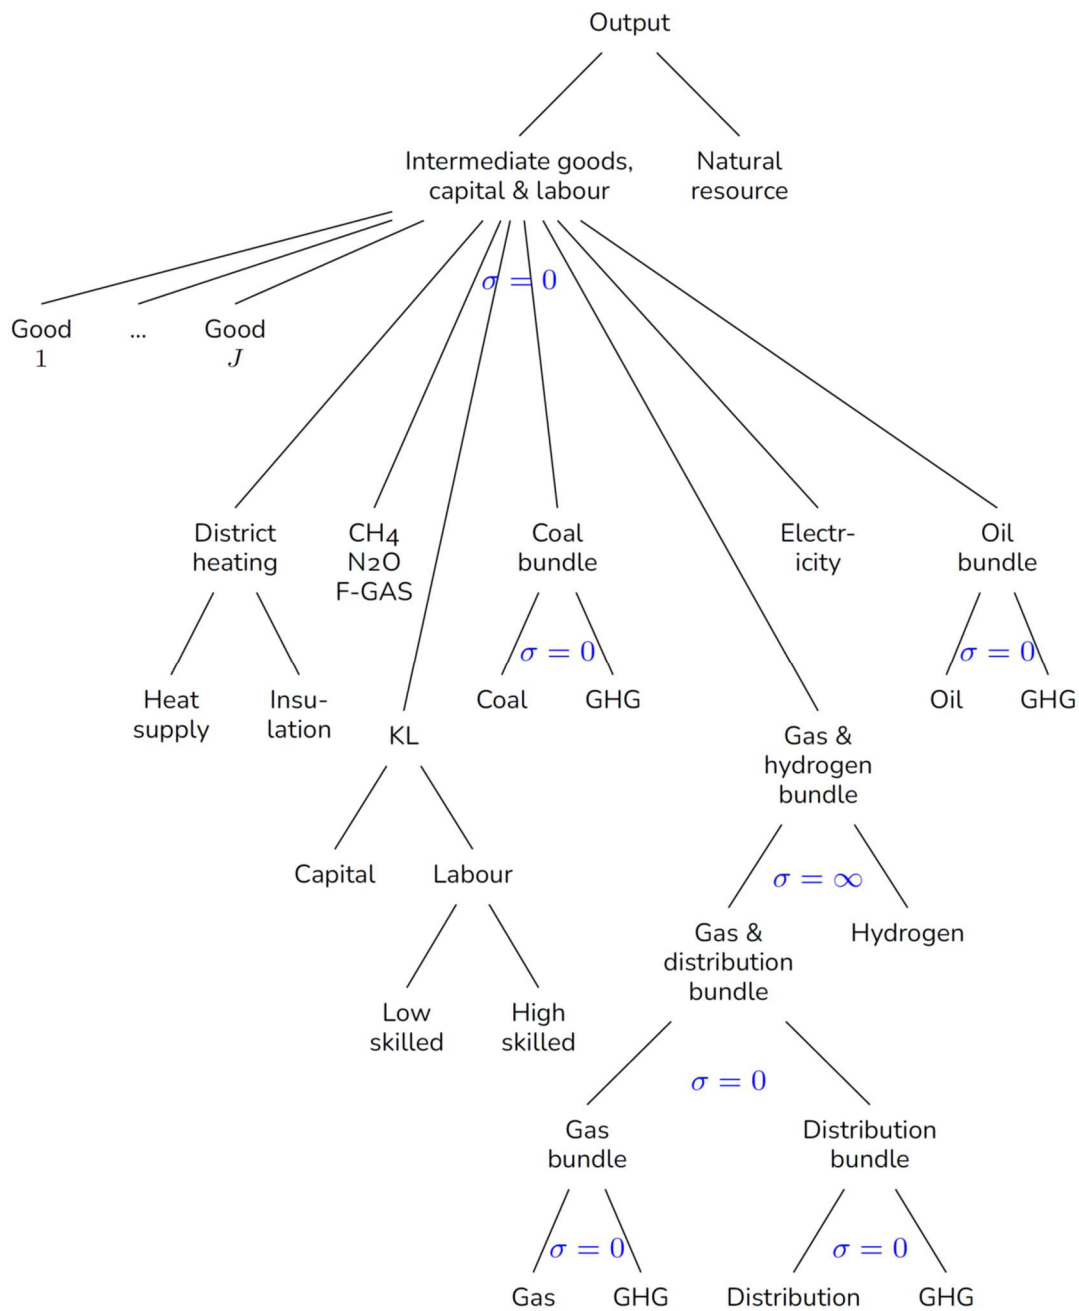 Output
Intermediate goods,
capital & labour
Natural
resource
σ = 0
Good
1
...
Good
J
District
heating
CH4
N2O
F-GAS
Coal
bundle
Electr-
icity
Oil
bundle
σ = 0
σ = 0
Heat
supply
Insu-
lation
Coal
GHG
Oil
GHG
KL
Gas &
hydrogen
bundle
Capital
Labour
σ = ∞
Gas &
distribution
bundle
Hydrogen
Low
skilled
High
skilled
σ = 0
Gas
bundle
Distribution
bundle
σ = 0
σ = 0
Gas
GHG
Distribution
GHG